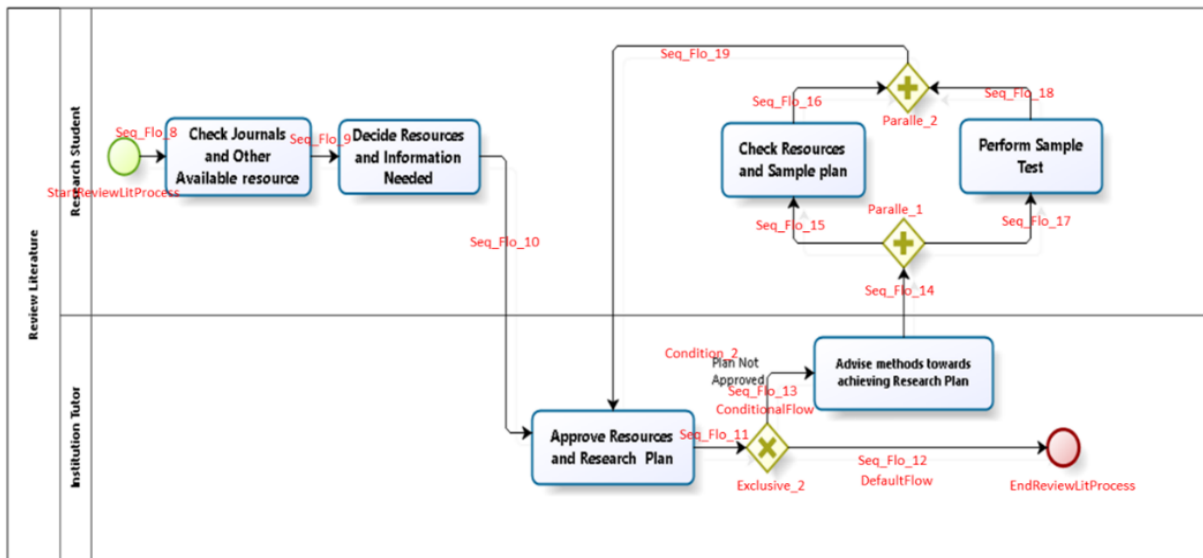 Review Literature
Research Student
Institution Tutor
Seq_Flo_8
StartReviewLitProcess
Check Journals
and Other
Available resource
Seq_Flo_9
Decide Resources
and Information
Needed
Seq_Flo_10
Seq_Flo_19
Seq_Flo_16
Seq_Flo_18
Paralle_2
Check Resources
and Sample plan
Perform Sample
Test
Paralle_1
Seq_Flo_15
Seq_Flo_17
Seq_Flo_14
Condition_2
Plan Not
Approved
Seq_Flo_13
ConditionalFlow
Advise methods towards
achieving Research Plan
Approve Resources
and Research Plan
Seq_Flo_11
Exclusive_2
Seq_Flo_12
DefaultFlow
EndReviewLitProcess